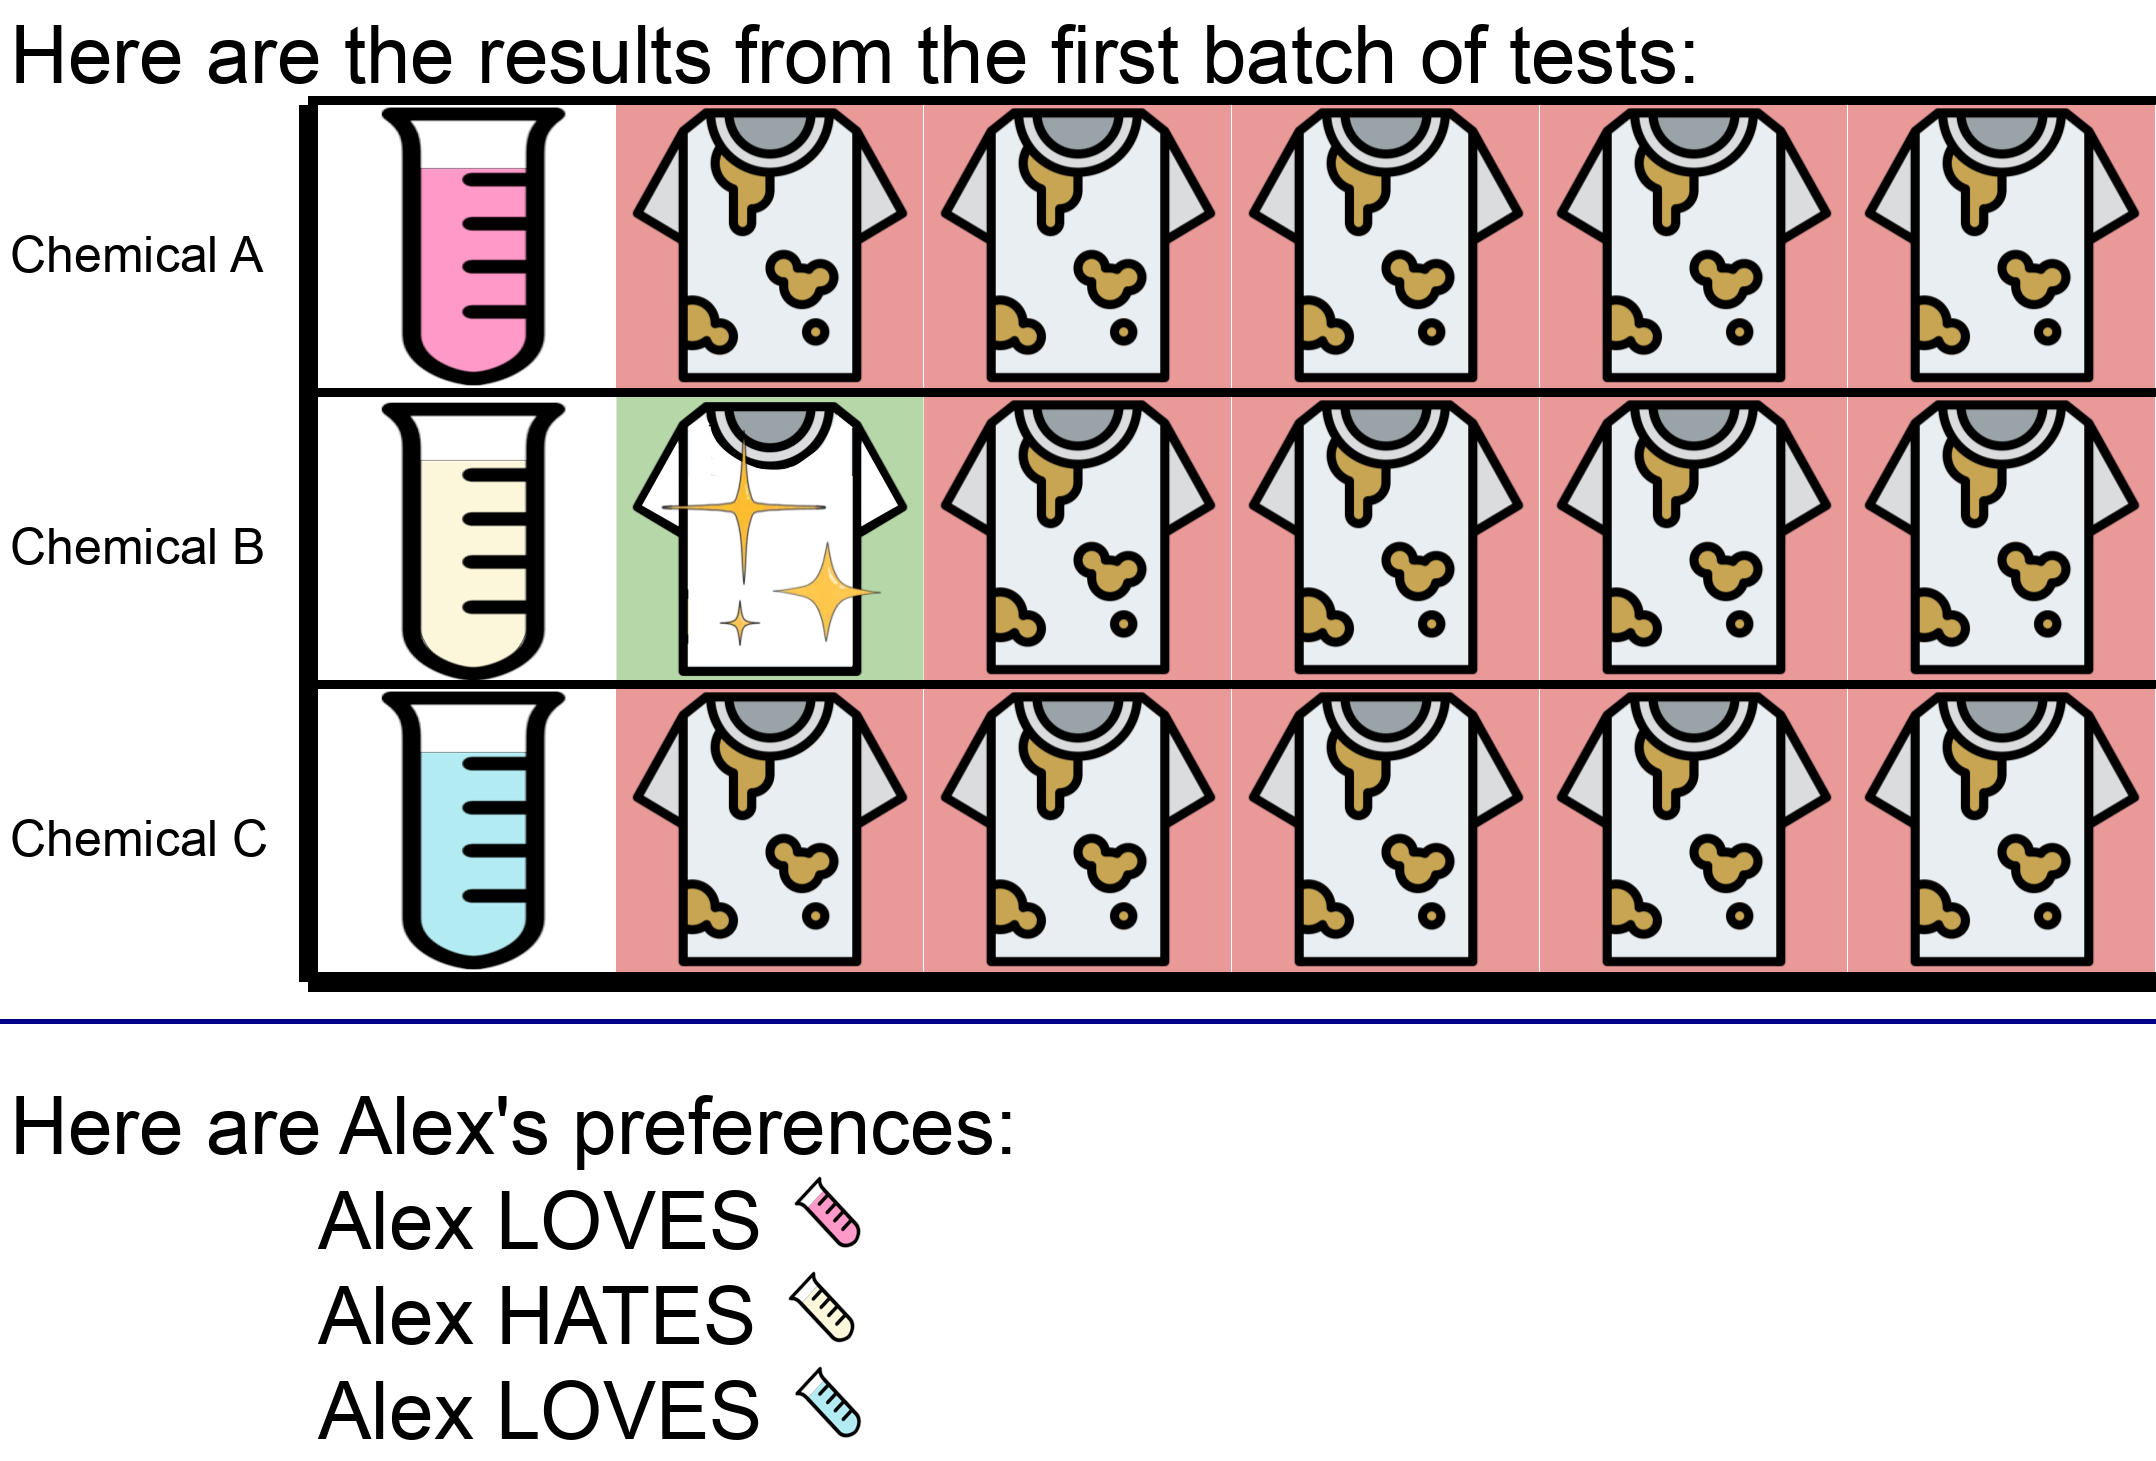 Here are the results from the first batch of tests:
Chemical A
Chemical B
Chemical C
Here are Alex's preferences:
Alex LOVES
Alex HATES
Alex LOVES